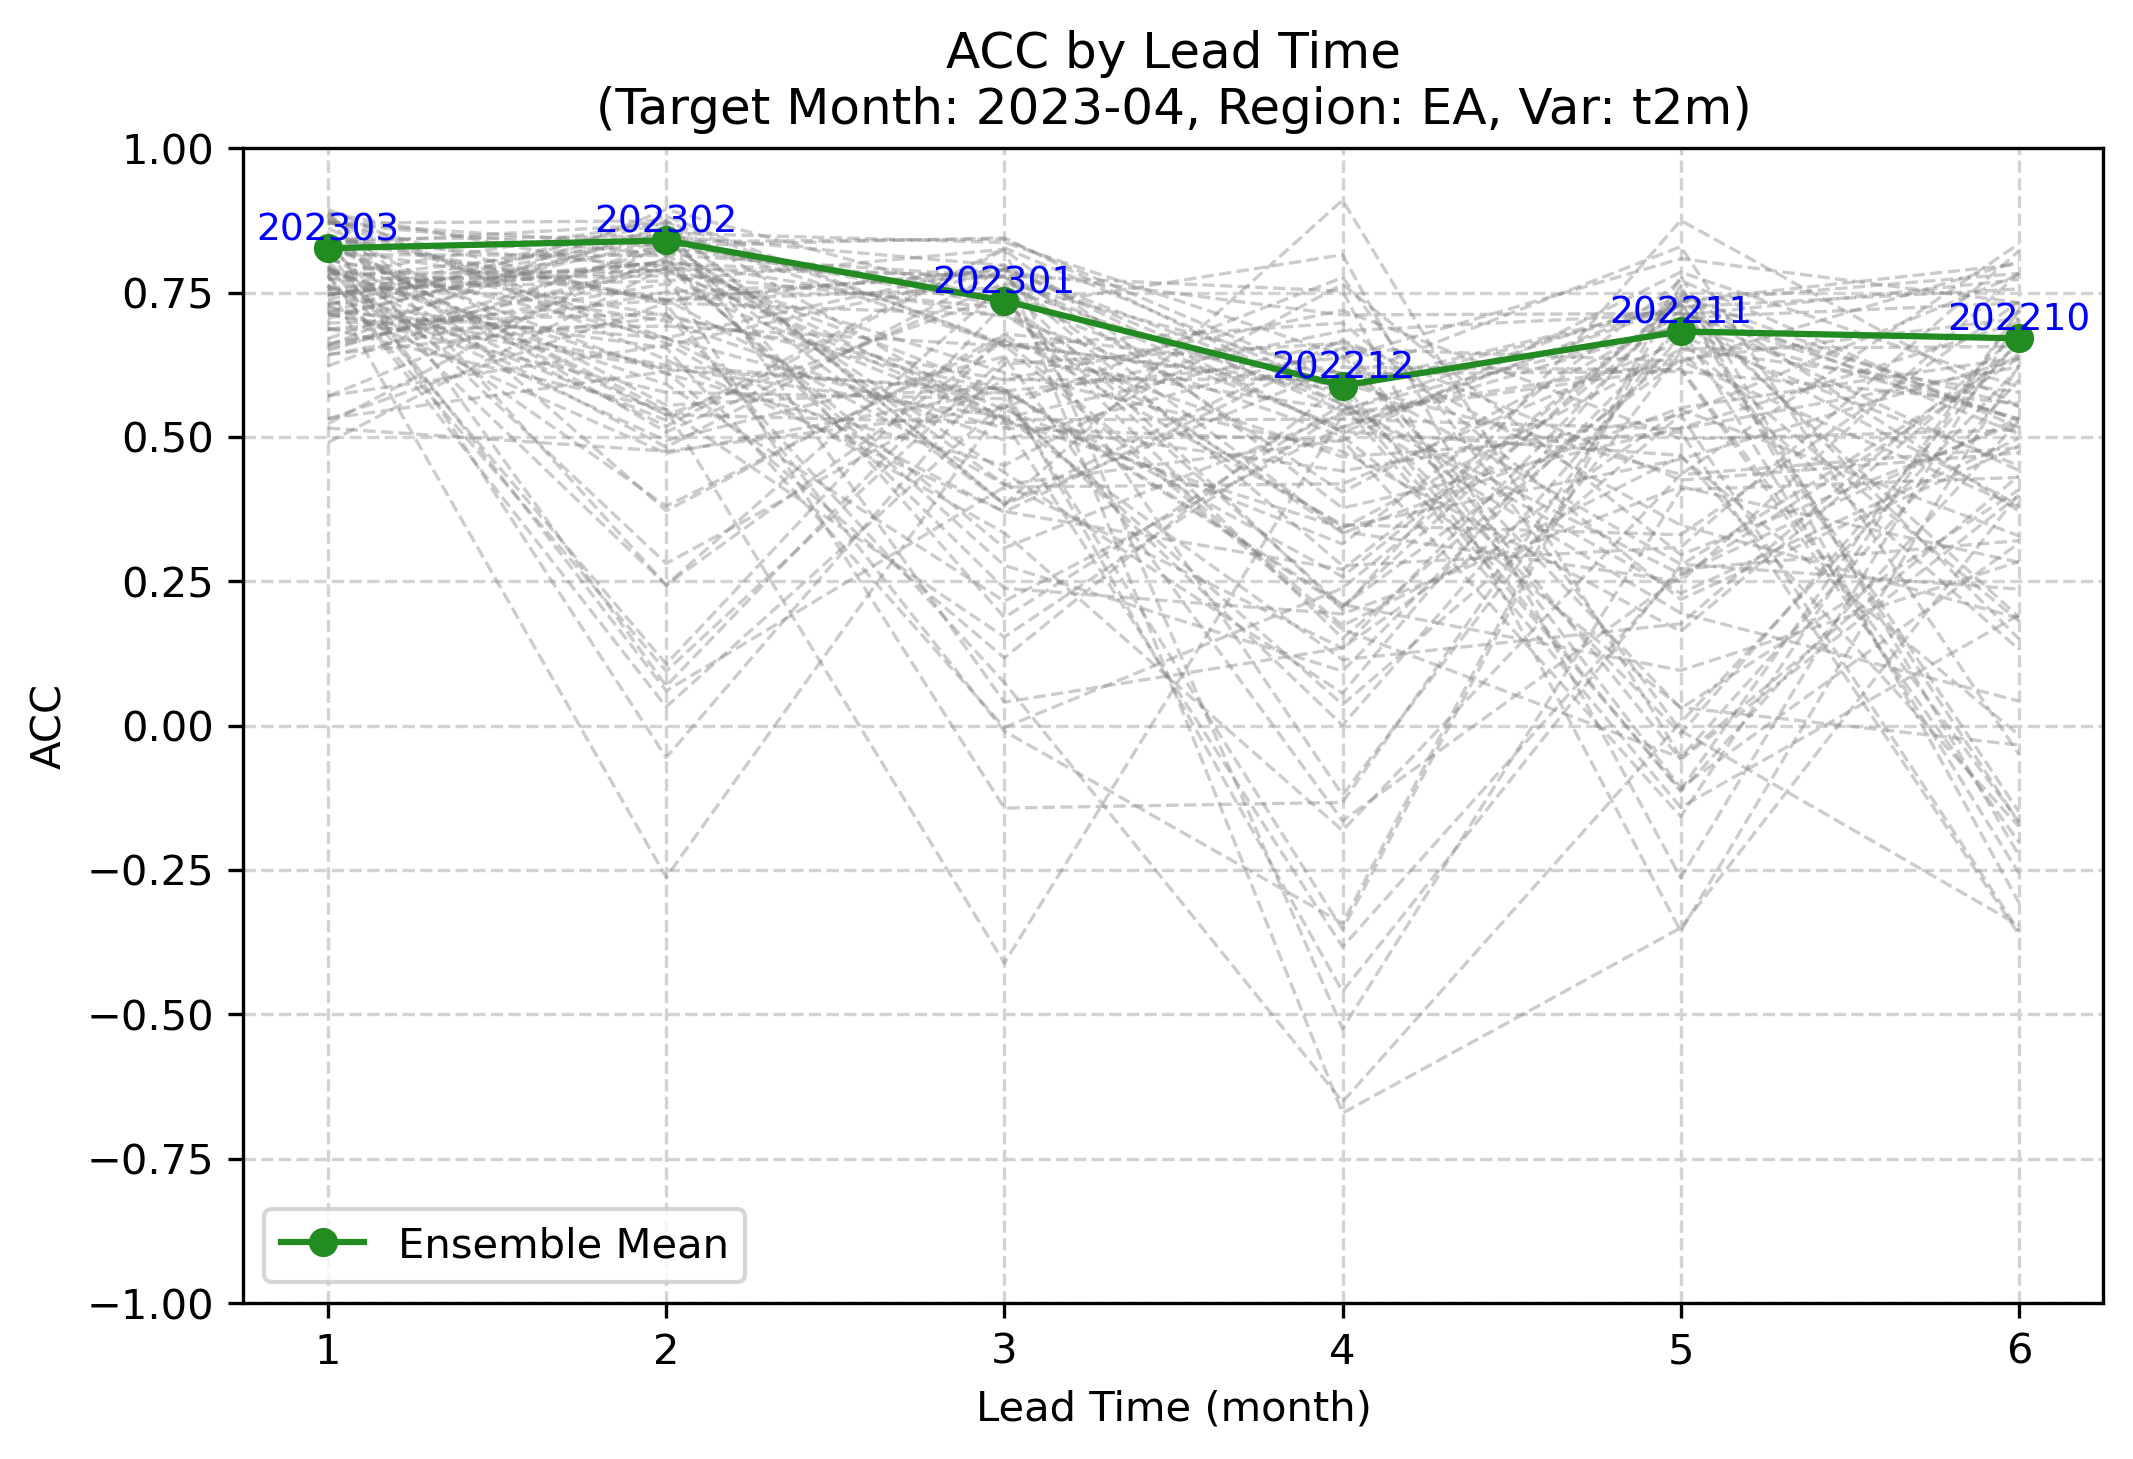 ACC by Lead Time
(Target Month: 2023-04, Region: EA, Var: t2m)
ACC
1.00
0.75
0.50
0.25
0.00
−0.25
−0.50
−0.75
−1.00
202303
202302
202301
202212
202211
202210
Ensemble Mean
1 2 3 4 5 6
Lead Time (month)